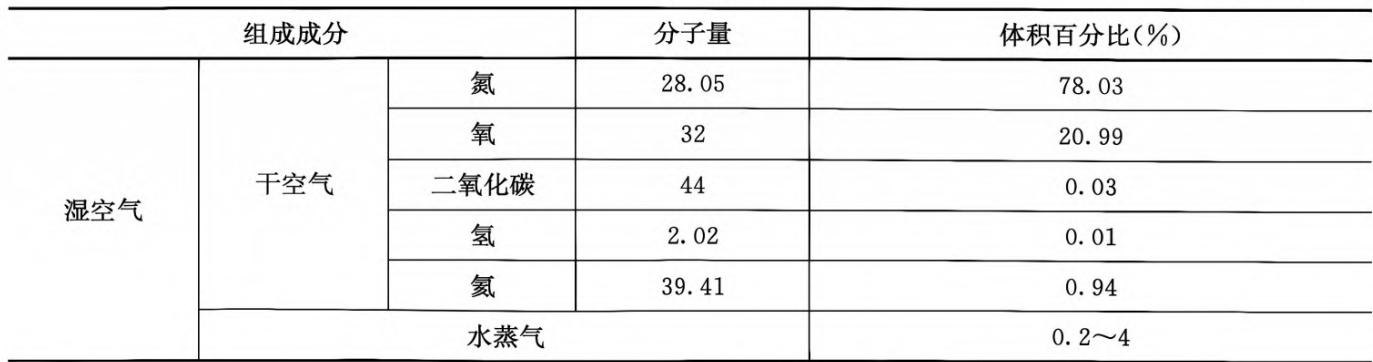 组成成分 分子量 体积百分比(%)
湿空气 干空气 氮 28.05 78.03
氧 32 20.99
二氧化碳 44 0.03
氢 2.02 0.01
氦 39.41 0.94
水蒸气 0.2～4